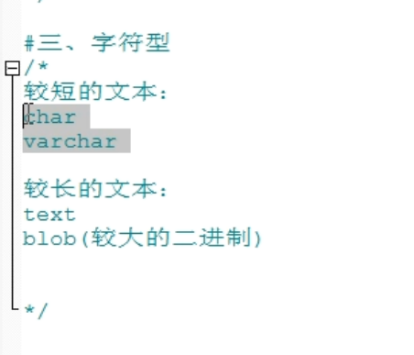 #三、字符型
/*
较短的文本：
char
varchar
较长的文本：
text
blob(较大的二进制)
*/